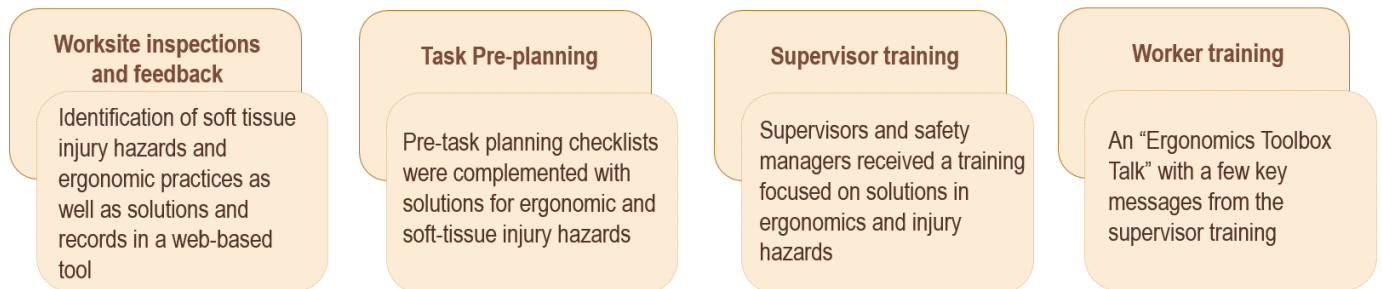 Worksite inspections
and feedback
Identification of soft tissue
injury hazards and
ergonomic practices as
well as solutions and
records in a web-based
tool
Task Pre-planning
Pre-task planning checklists
were complemented with
solutions for ergonomic and
soft-tissue injury hazards
Supervisor training
Supervisors and safety
managers received a training
focused on solutions in
ergonomics and injury
hazards
Worker training
An “Ergonomics Toolbox
Talk” with a few key
messages from the
supervisor training